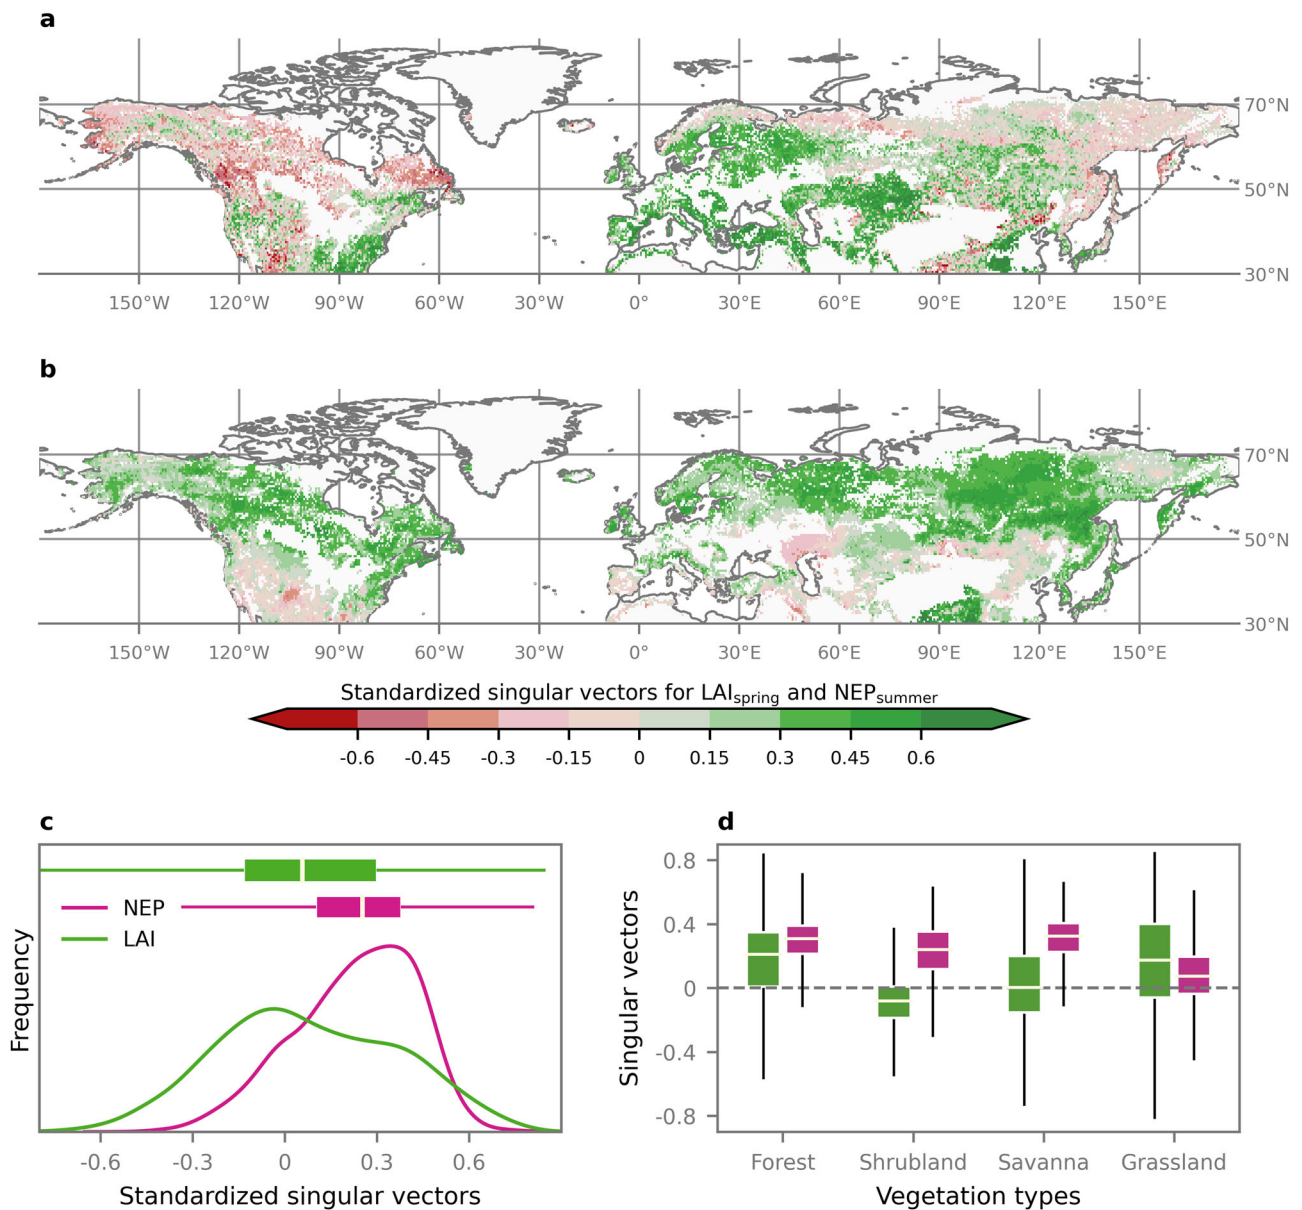 a
70°N
50°N
30°N
150°W 120°W 90°W 60°W 30°W 0° 30°E 60°E 90°E 120°E 150°E
b
70°N
50°N
30°N
150°W 120°W 90°W 60°W 30°W 0° 30°E 60°E 90°E 120°E 150°E
Standardized singular vectors for LAIspring and NEPsummer
-0.6 -0.45 -0.3 -0.15 0 0.15 0.3 0.45 0.6
c
NEP
LAI
Frequency
-0.6 -0.3 0 0.3 0.6
Standardized singular vectors
d
0.8
0.4
0
-0.4
-0.8
Singular vectors
Forest Shrubland Savanna Grassland
Vegetation types